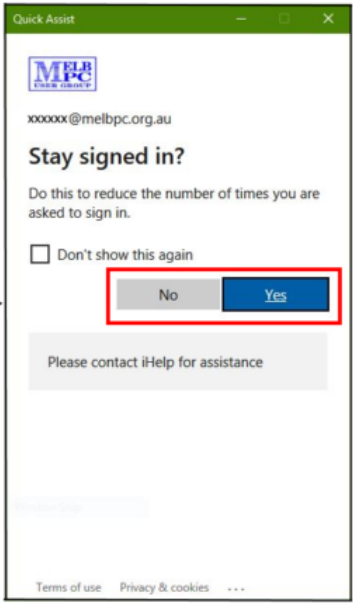 Quick Assist
MELB
PC
USER GROUP
xxxxxx@melbpc.org.au
Stay signed in?
Do this to reduce the number of times you are
asked to sign in.
Don't show this again
No Yes
Please contact iHelp for assistance
Terms of use Privacy & cookies ...